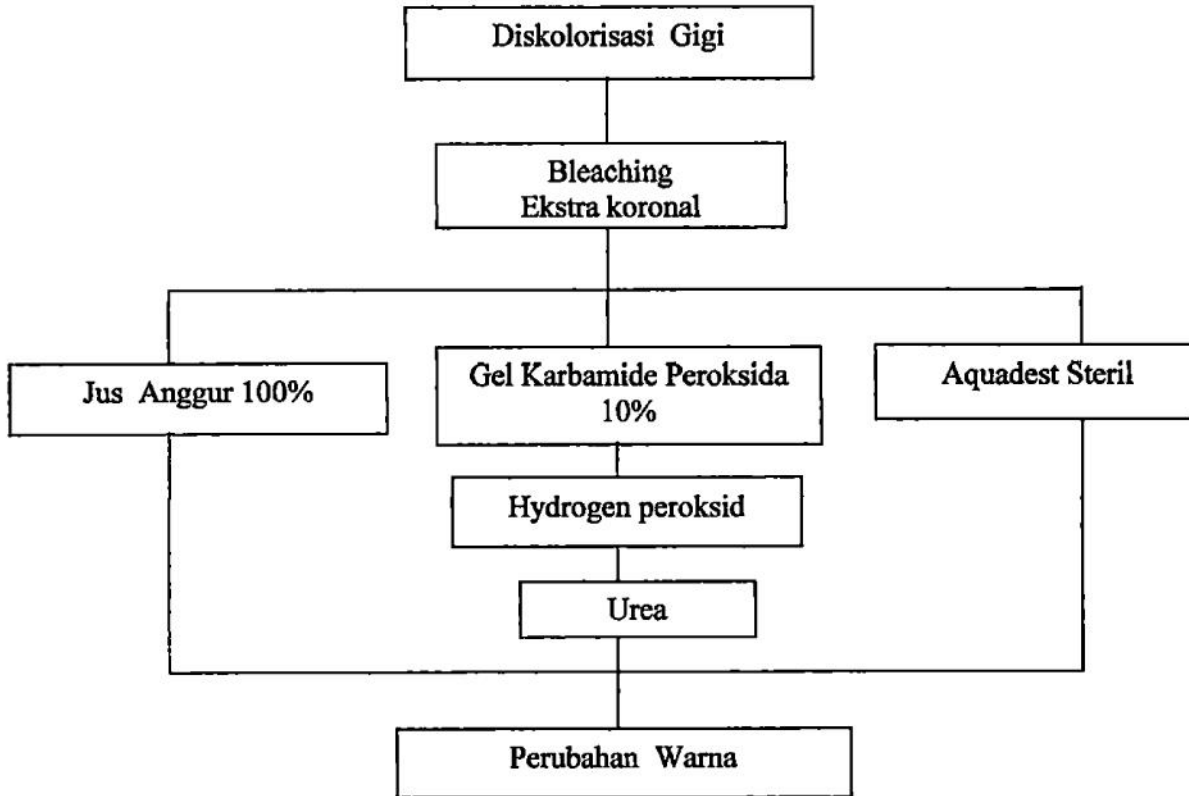 Diskolorisasi Gigi
Bleaching
Ekstra koronal
Jus Anggur 100%
Gel Karbamide Peroksida
10%
Aquadest Steril
Hydrogen peroksid
Urea
Perubahan Warna